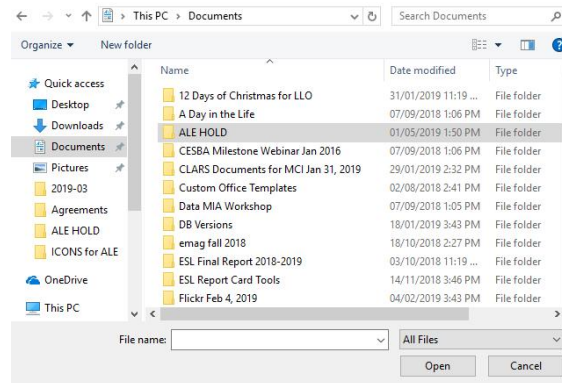 This PC > Documents
Search Documents
Organize
New folder
Name
Date modified
Type
Quick access
Desktop
Downloads
Documents
Pictures
2019-03
Agreements
ALE HOLD
ICONS for ALE
OneDrive
This PC
12 Days of Christmas for LLO 31/01/2019 11:19 ... File folder
A Day in the Life 07/09/2018 1:06 PM File folder
ALE HOLD 01/05/2019 1:50 PM File folder
CESBA Milestone Webinar Jan 2016 07/09/2018 1:06 PM File folder
CLARS Documents for MCI Jan 31, 2019 29/01/2019 2:32 PM File folder
Custom Office Templates 02/08/2018 2:41 PM File folder
Data MIA Workshop 07/09/2018 1:05 PM File folder
DB Versions 18/01/2019 3:43 PM File folder
emag fall 2018 18/10/2018 2:27 PM File folder
ESL Final Report 2018-2019 03/10/2018 11:19 ... File folder
ESL Report Card Tools 14/11/2018 3:46 PM File folder
Flickr Feb 4, 2019 04/02/2019 3:43 PM File folder
File name:
All Files
Open
Cancel